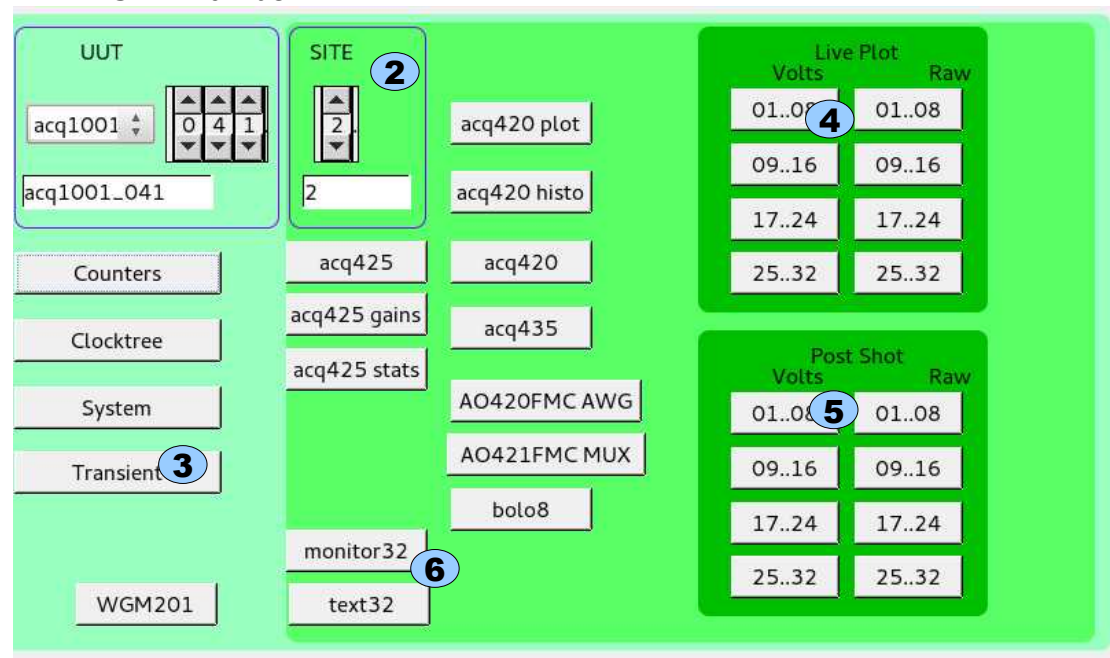 UUT
acq1001
0 4 1
acq1001_041
Counters
Clocktree
System
Transient
3
WGM201
SITE
2
2
2
acq425
acq425 gains
acq425 stats
monitor32
6
text32
acq420 plot
acq420 histo
acq420
acq435
AO420FMC AWG
AO421FMC MUX
bolo8
Live Plot
Volts Raw
01..08 01..08
4
09..16 09..16
17..24 17..24
25..32 25..32
Post Shot
Volts Raw
01..08 01..08
5
09..16 09..16
17..24 17..24
25..32 25..32